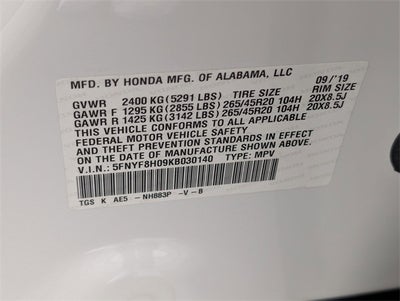 MFD. BY HONDA MFG. OF ALABAMA, LLC 09/'19
GVWR 2400 KG (5291 LBS) TIRE SIZE RIM SIZE
GAWR F 1295 KG (2855 LBS) 265/45R20 104H 20X8.5J
GAWR R 1425 KG (3142 LBS) 265/45R20 104H 20X8.5J
THIS VEHICLE CONFORMS TO ALL APPLICABLE
FEDERAL MOTOR VEHICLE SAFETY,
BUMPER, AND THEFT PREVENTION STANDARDS IN
EFFECT ON THE DATE OF MANUFACTURE SHOWN ABOVE.
V.I.N.: 5FNYF8H09KB030140 TYPE: MPV
TGS K AE5 -NH883P -V-B